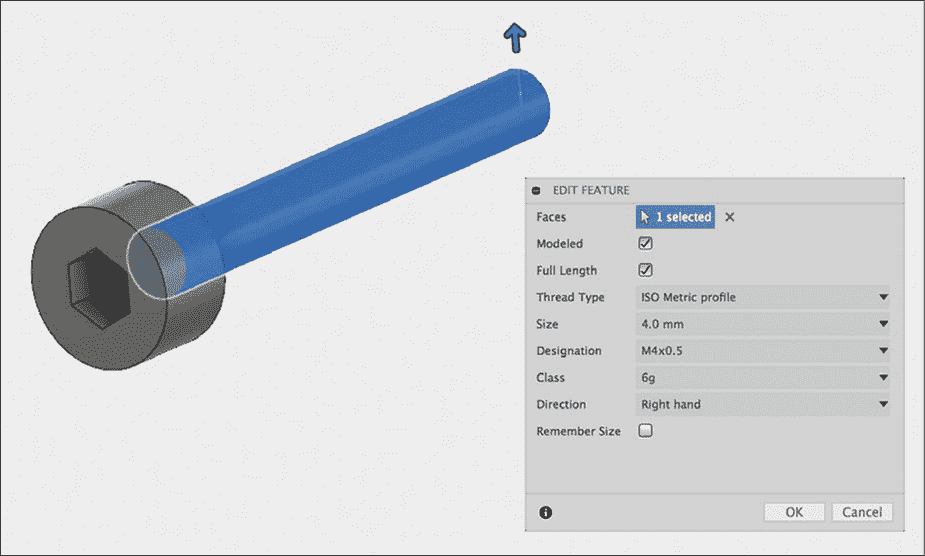 EDIT FEATURE
Faces 1 selected
Modeled
Full Length
Thread Type ISO Metric profile
Size 4.0 mm
Designation M4x0.5
Class 6g
Direction Right hand
Remember Size
OK Cancel